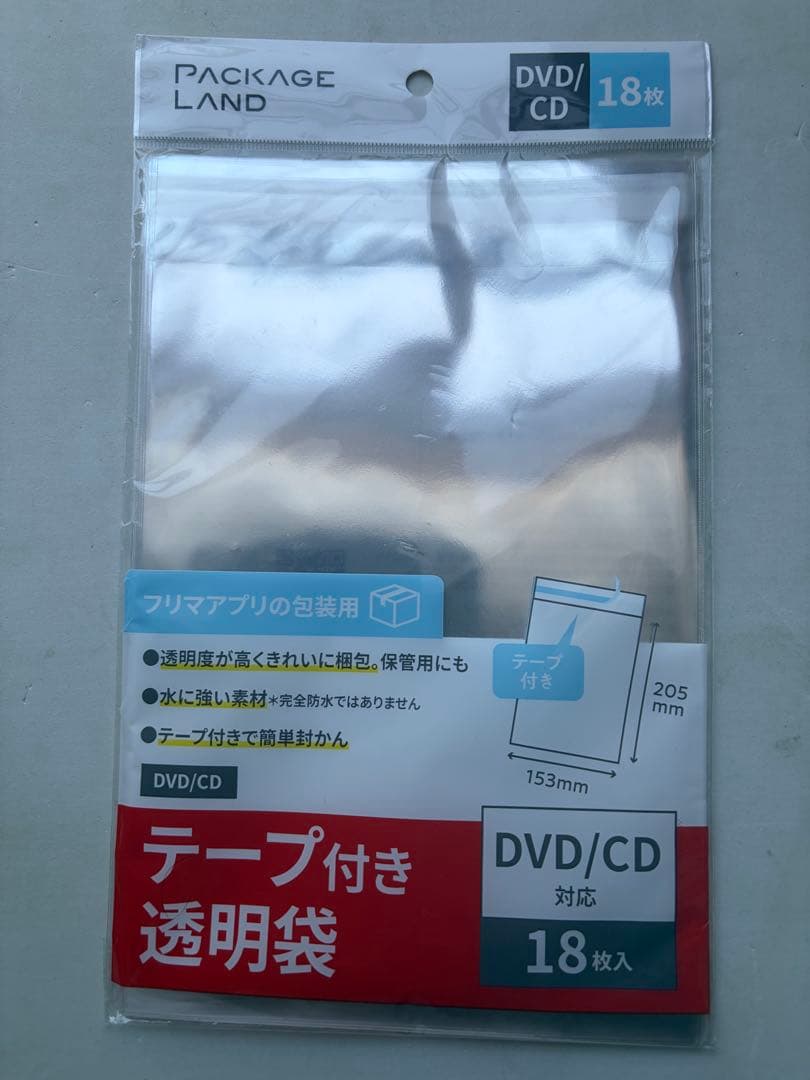 PACKAGE
LAND
DVD/
CD
18枚
フリマアプリの包装用
●透明度が高くきれいに梱包。保管用にも
●水に強い素材＊完全防水ではありません
●テープ付きで簡単封かん
テープ
付き
205
mm
153mm
DVD/CD
テープ付き
透明袋
DVD/CD
対応
18枚入